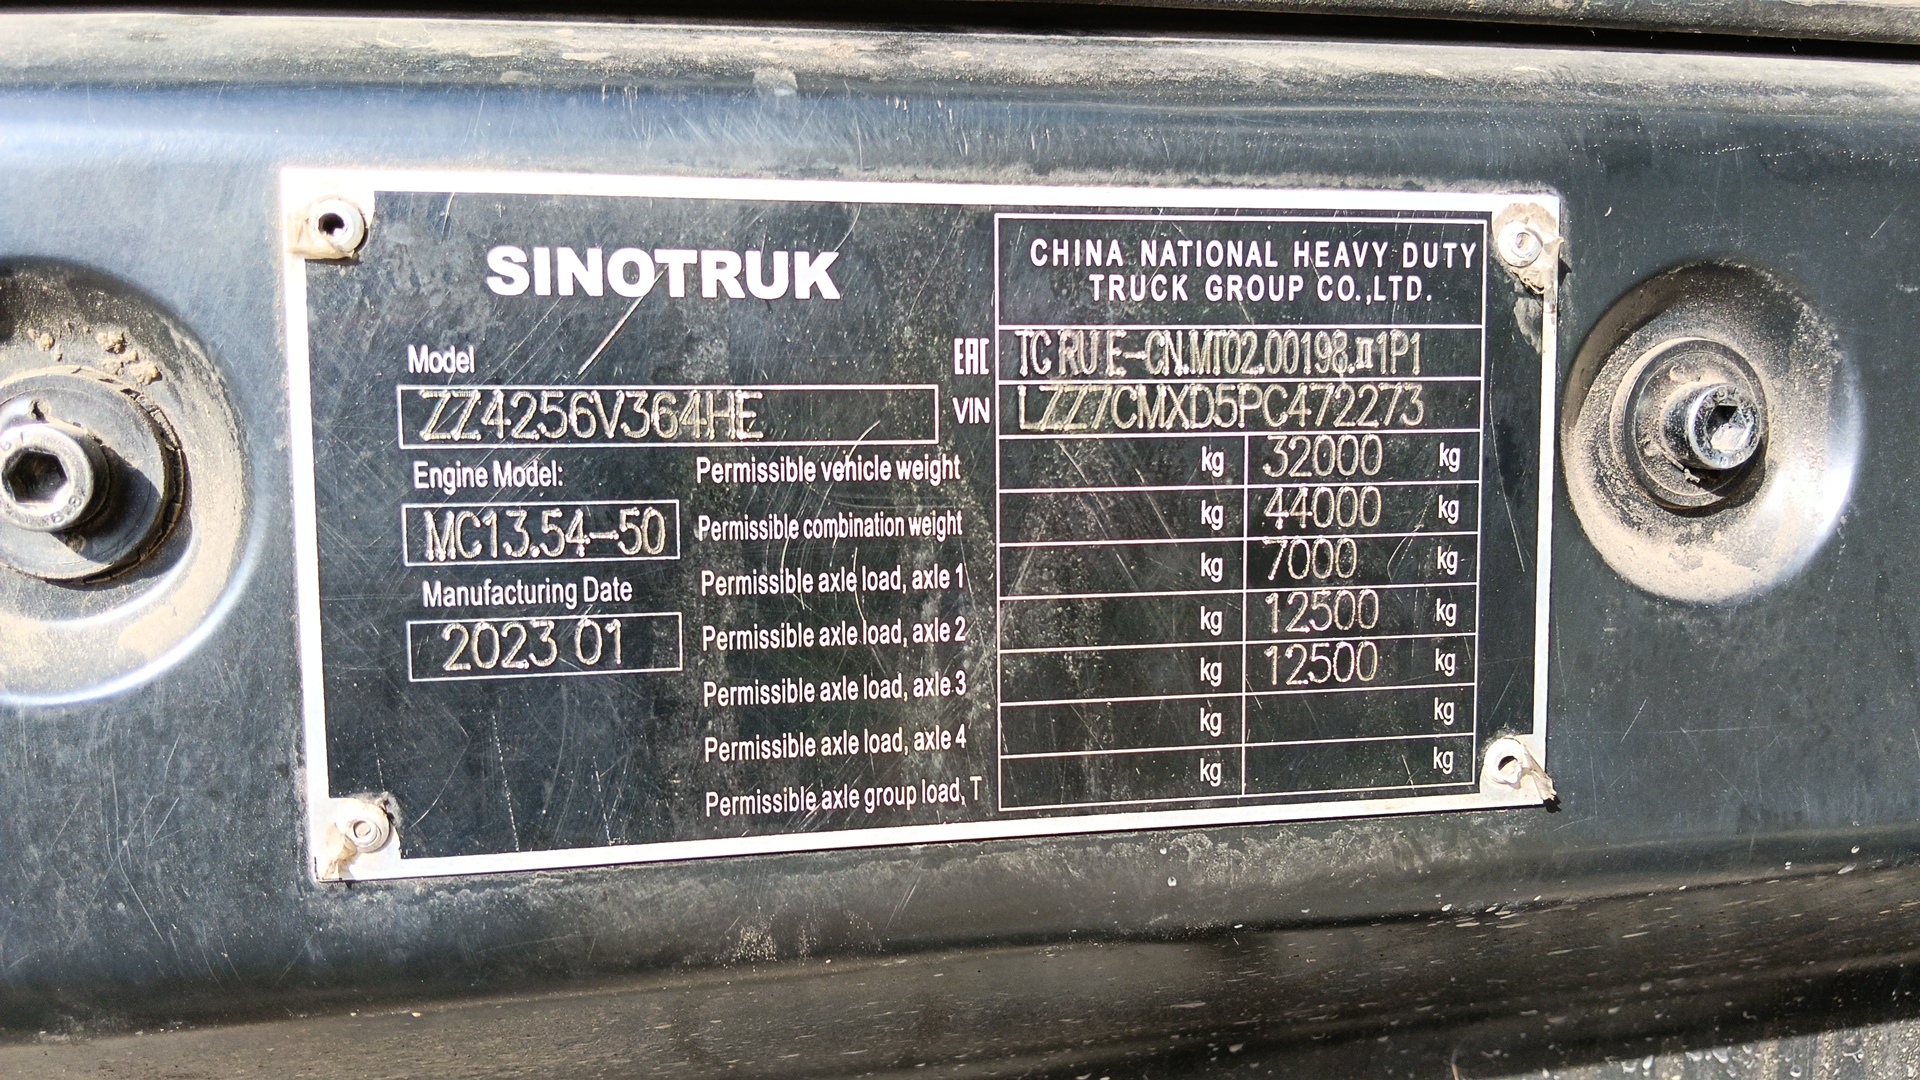 SINOTRUK
CHINA NATIONAL HEAVY DUTY
TRUCK GROUP CO.,LTD.
Model
ZZ4256V364HE
EAC TC RU E-CN.MT02.00198.П1P1
VIN LZZ7CMXD5PC472273
Engine Model:
MC13.54-50
Manufacturing Date
2023 01
Permissible vehicle weight kg 32000 kg
Permissible combination weight kg 44000 kg
Permissible axle load, axle 1 kg 7000 kg
Permissible axle load, axle 2 kg 12500 kg
Permissible axle load, axle 3 kg 12500 kg
Permissible axle load, axle 4 kg kg
Permissible axle group load, T kg kg